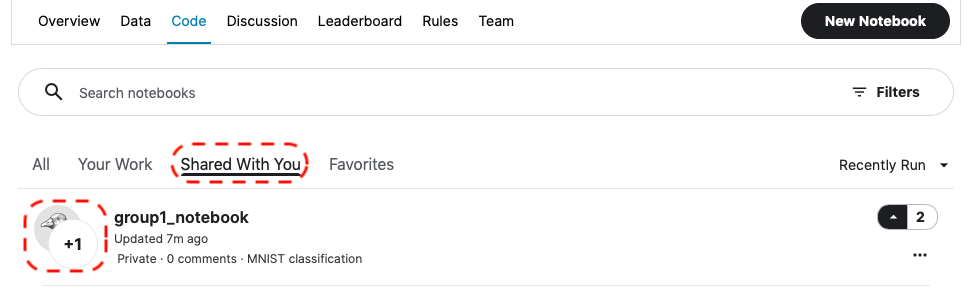 Overview Data Code Discussion Leaderboard Rules Team New Notebook
Search notebooks Filters
All Your Work Shared With You Favorites Recently Run
group1_notebook 2
+1
Updated 7m ago
Private · 0 comments · MNIST classification